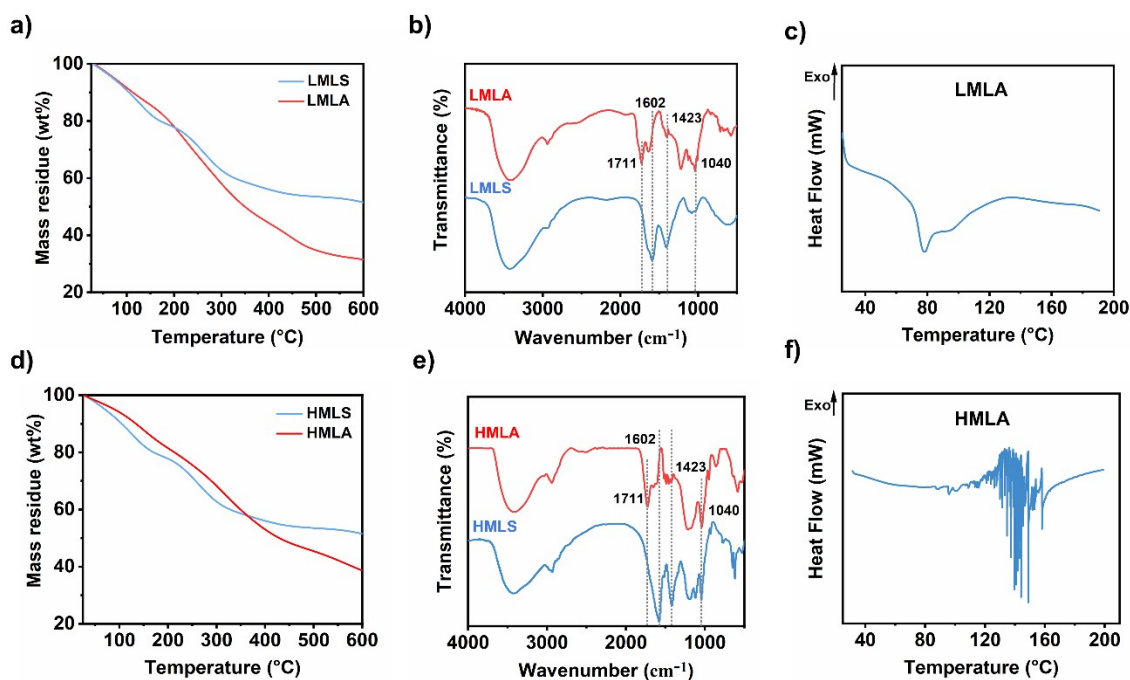 a)
Mass residue (wt%)
100
80
60
40
20
LMLS
LMLA
100 200 300 400 500 600
Temperature (°C)
b)
Transmittance (%)
LMLA
1602
1423
1711
1040
LMLS
4000 3000 2000 1000
Wavenumber (cm⁻¹)
c)
Exo
LMLA
Heat Flow (mW)
40 80 120 160 200
Temperature (°C)
d)
Mass residue (wt%)
100
80
60
40
20
HMLS
HMLA
100 200 300 400 500 600
Temperature (°C)
e)
Transmittance (%)
HMLA
1602
1423
1711
1040
HMLS
4000 3000 2000 1000
Wavenumber (cm⁻¹)
f)
Exo
HMLA
Heat Flow (mW)
40 80 120 160 200
Temperature (°C)